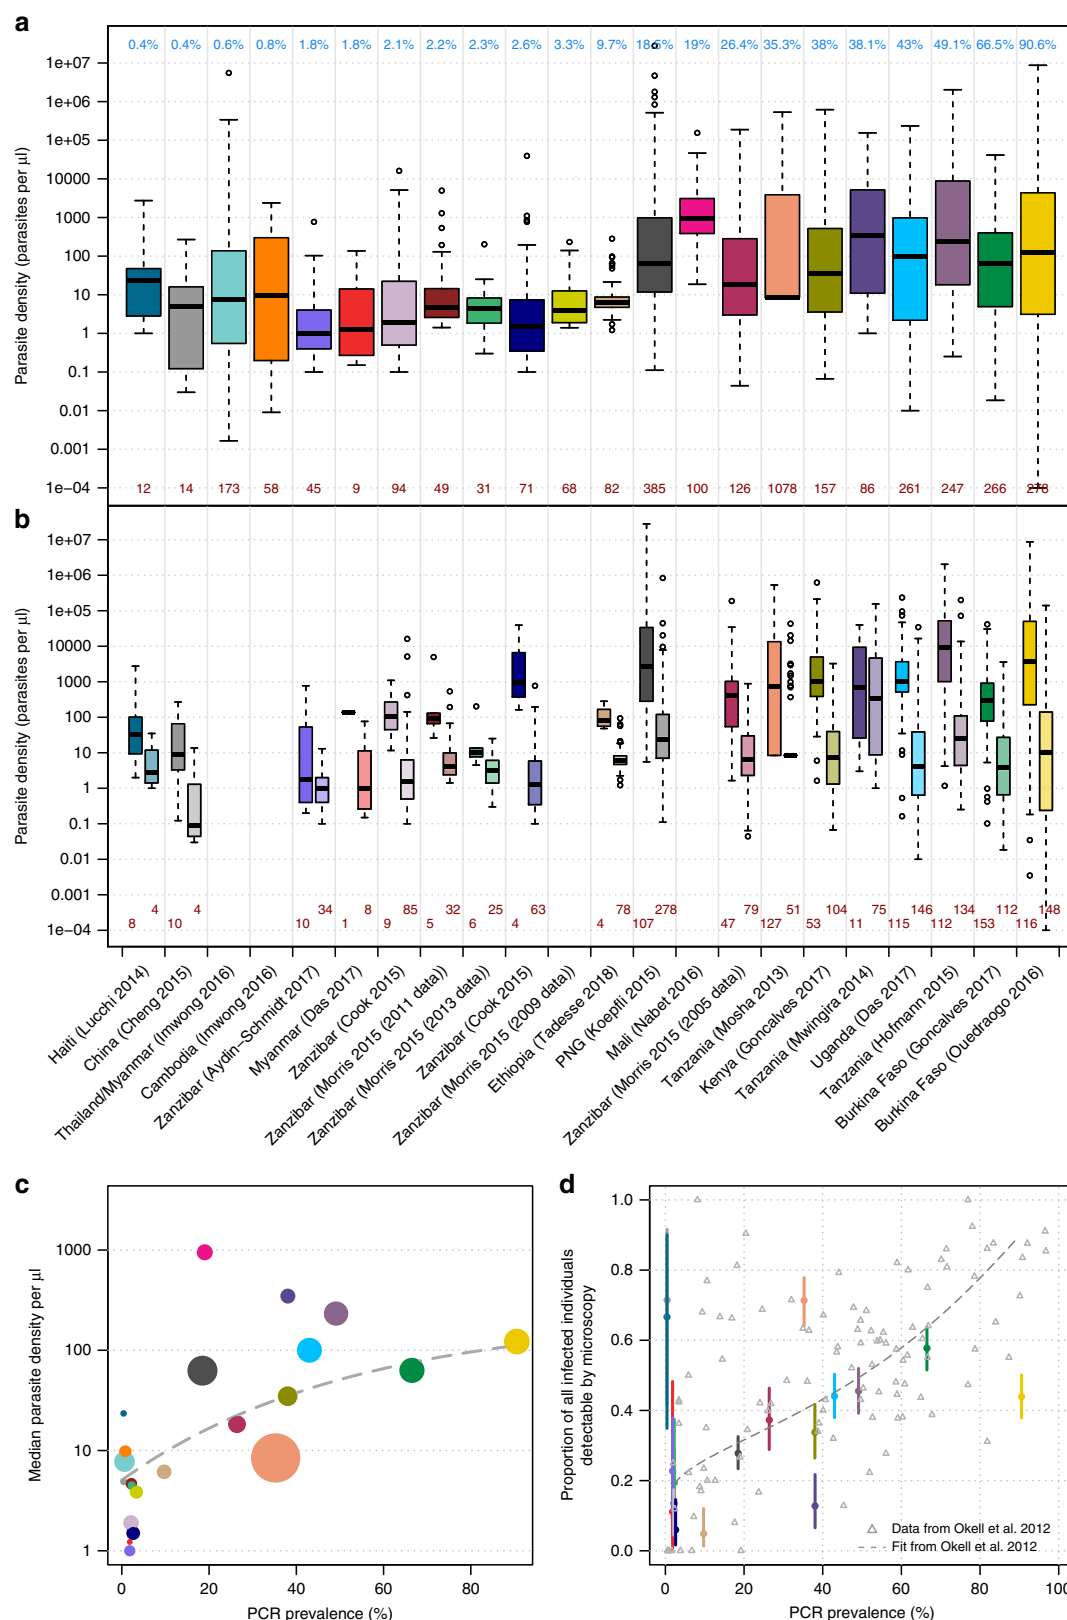 a
0.4% 0.4% 0.6% 0.8% 1.8% 1.8% 2.1% 2.2% 2.3% 2.6% 3.3% 9.7% 18.5% 19% 26.4% 35.3% 38% 38.1% 43% 49.1% 66.5% 90.6%
1e+07
1e+06
1e+05
10000
1000
100
10
1
0.1
0.01
0.001
1e−04
Parasite density (parasites per µl)
12 14 173 58 45 9 94 49 31 71 68 82 385 100 126 1078 157 86 261 247 266 278
b
1e+07
1e+06
1e+05
10000
1000
100
10
1
0.1
0.01
0.001
1e−04
Parasite density (parasites per µl)
4 4 34 8 85 32 25 63 78 278 79 51 104 75 146 134 112 148
8 10 10 1 9 5 6 4 4 107 47 127 53 11 115 112 153 116
Haiti (Lucchi 2014)
China (Cheng 2015)
Thailand/Myanmar (Imwong 2016)
Cambodia (Imwong 2016)
Zanzibar (Aydin−Schmidt 2017)
Myanmar (Das 2017)
Zanzibar (Cook 2015)
Zanzibar (Morris 2015 (2011 data))
Zanzibar (Morris 2015 (2013 data))
Zanzibar (Cook 2015)
Zanzibar (Morris 2015 (2009 data))
Ethiopia (Tadesse 2018)
PNG (Koepfli 2015)
Mali (Nabet 2016)
Zanzibar (Morris 2015 (2005 data))
Tanzania (Mosha 2013)
Kenya (Goncalves 2017)
Tanzania (Mwingira 2014)
Uganda (Das 2017)
Tanzania (Hofmann 2015)
Burkina Faso (Goncalves 2017)
Burkina Faso (Ouedraogo 2016)
c
1000
100
10
1
Median parasite density per µl
0 20 40 60 80
PCR prevalence (%)
d
1.0
0.8
0.6
0.4
0.2
0.0
Proportion of all infected individuals
detectable by microscopy
Data from Okell et al. 2012
Fit from Okell et al. 2012
0 20 40 60 80 100
PCR prevalence (%)